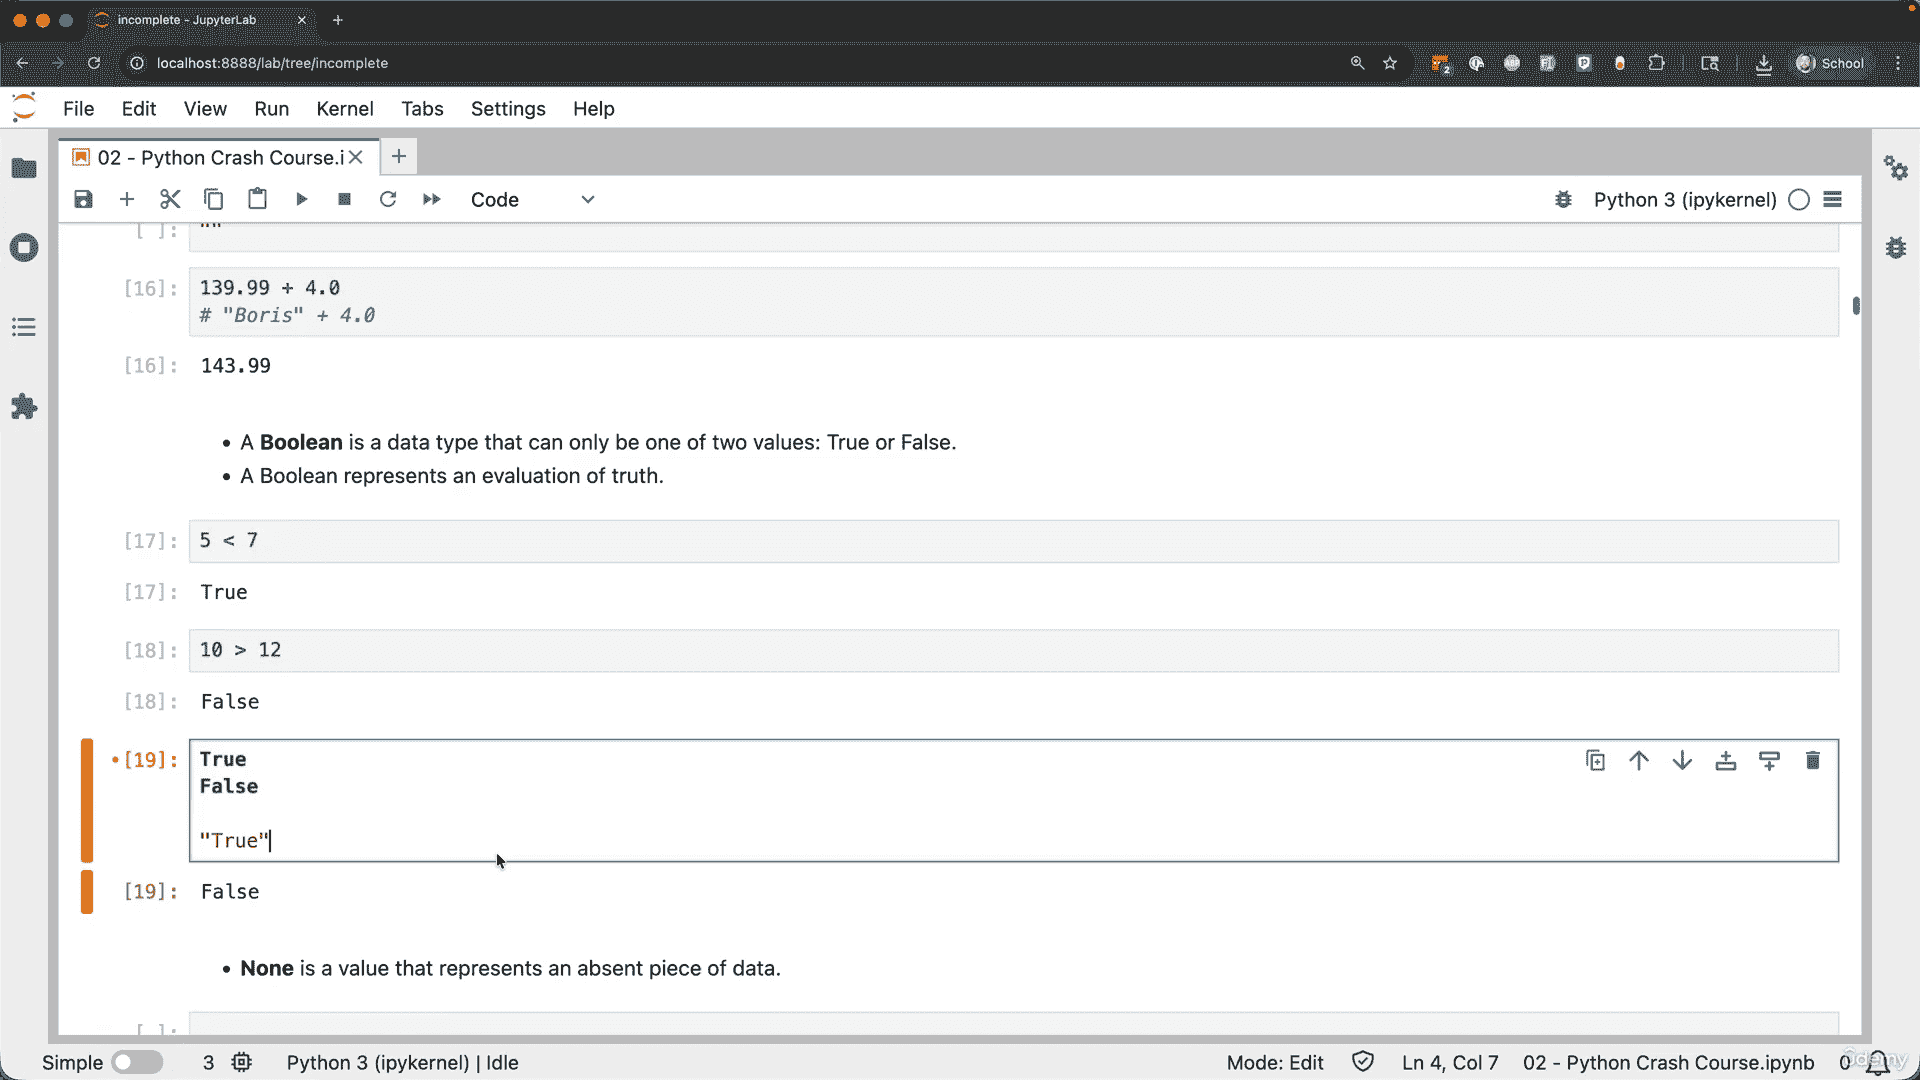 incomplete - JupyterLab
localhost:8888/lab/tree/incomplete
2
School
File Edit View Run Kernel Tabs Settings Help
02 - Python Crash Course.i
Code
Python 3 (ipykernel)
[ ]: """
[16]: 139.99 + 4.0
# "Boris" + 4.0
[16]: 143.99
• A Boolean is a data type that can only be one of two values: True or False.
• A Boolean represents an evaluation of truth.
[17]: 5 < 7
[17]: True
[18]: 10 > 12
[18]: False
•[19]: True
False
"True"
[19]: False
• None is a value that represents an absent piece of data.
[ ]:
Simple 3 Python 3 (ipykernel) | Idle Mode: Edit Ln 4, Col 7 02 - Python Crash Course.ipynb 0
udemy